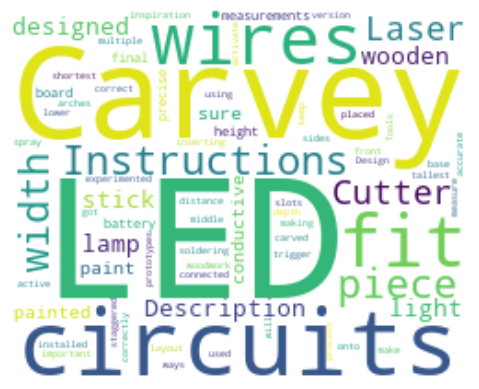 inspiration
measurements
version
designed
multiple
wires
activate
Laser
final
precise
wooden
Carvey
shortest
board
correct
using
placed
arches
lower
sure
height
keep
Tools
spray
inserting
sides
front
Design
accurate
Instructions
base
tallest
width
experimented
LED
stick
distance
slots
Cutter
measure
got
battery
middle
depth
making
conductive
fit
lamp
prototypes
soldering
carved
trigger
paint
woodwork
connected
piece
active
painted
staggered
Description
will
light
circuits
installed
correctly
important
layout
used
ways
onto
make